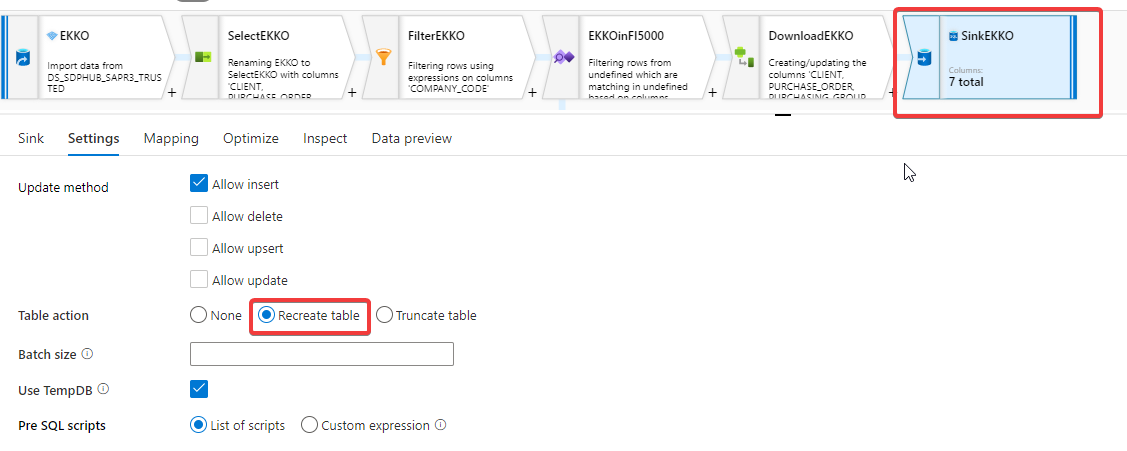 EKKO
Import data from
DS_SDPHUB_SAPR3_TRUS
TED
+
SelectEKKO
Renaming EKKO to
SelectEKKO with columns
'CLIENT,
PURCHASE_ORDER
+
FilterEKKO
Filtering rows using
expressions on columns
'COMPANY_CODE'
+
EKKOinFI5000
Filtering rows from
undefined which are
matching in undefined
based on columns
+
DownloadEKKO
Creating/updating the
columns 'CLIENT,
PURCHASE_ORDER,
PURCHASING_GROUP
+
SinkEKKO
Columns:
7 total
Sink Settings Mapping Optimize Inspect Data preview
Update method
Allow insert
Allow delete
Allow upsert
Allow update
Table action None Recreate table Truncate table
Batch size
Use TempDB
Pre SQL scripts List of scripts Custom expression